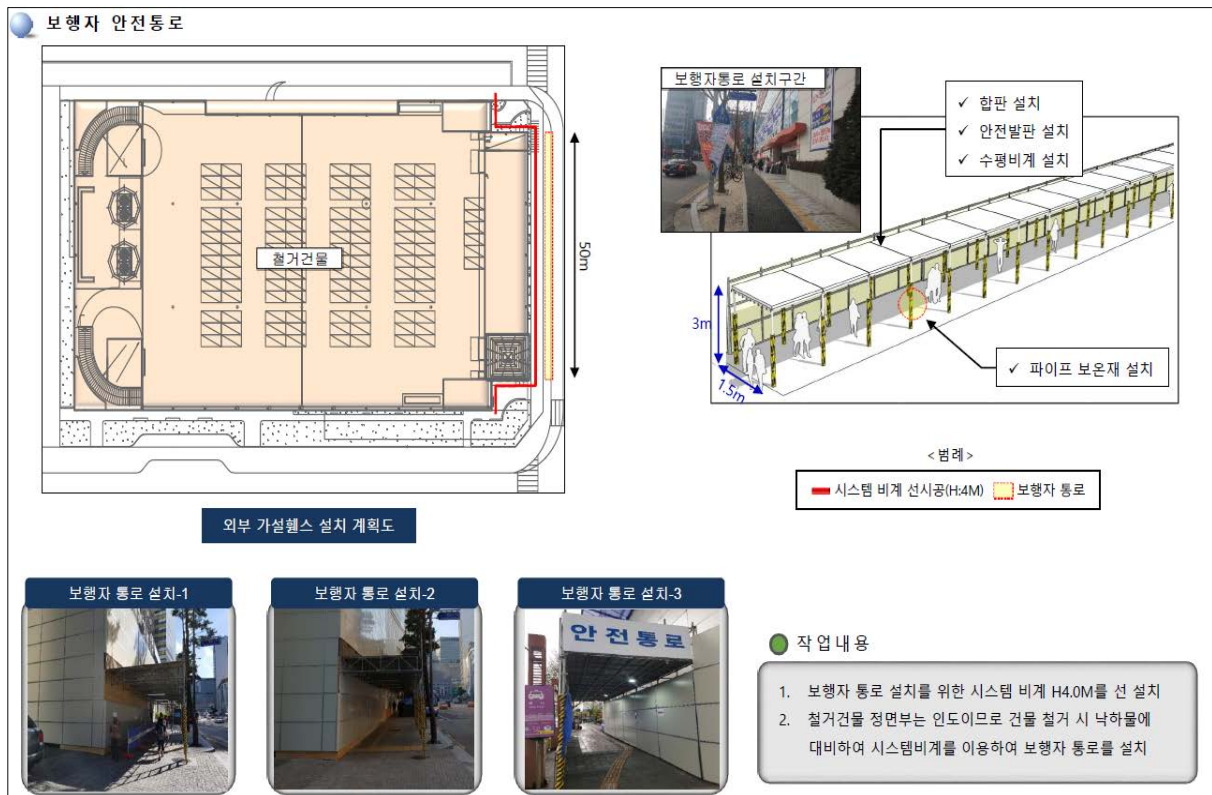 보행자 안전통로
보행자통로 설치구간
✓ 합판 설치
✓ 안전발판 설치
✓ 수평비계 설치
철거건물
50m
3m
1.5m
✓ 파이프 보온재 설치
<범례>
시스템 비계 선시공(H:4M) 보행자 통로
외부 가설휀스 설치 계획도
보행자 통로 설치-1
보행자 통로 설치-2
보행자 통로 설치-3
안전통로
작업내용
1. 보행자 통로 설치를 위한 시스템 비계 H4.0M를 선 설치
2. 철거건물 정면부는 인도이므로 건물 철거 시 낙하물에
대비하여 시스템비계를 이용하여 보행자 통로를 설치